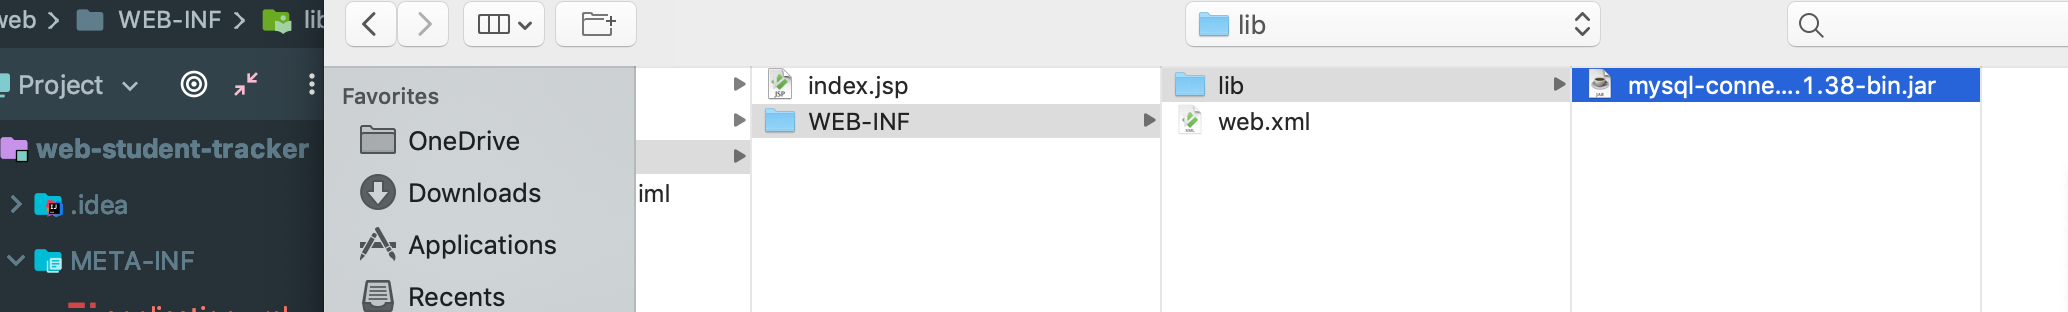 web > WEB-INF > lib
Project
web-student-tracker
.idea
META-INF
lib
Favorites
OneDrive
Downloads
Applications
Recents
iml
index.jsp
WEB-INF
lib
web.xml
mysql-conne....1.38-bin.jar